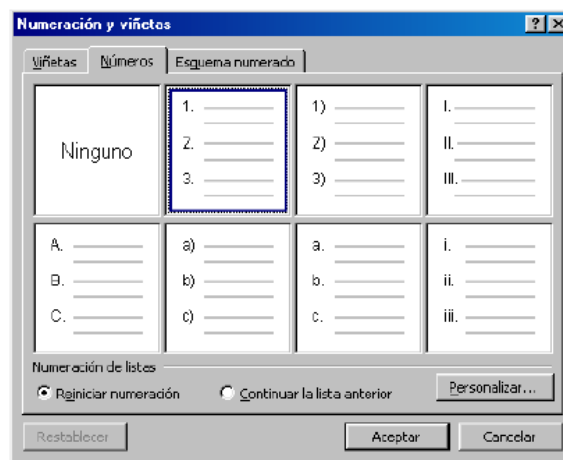 Numeración y viñetas
Viñetas Números Esquema numerado
Ninguno
1.
2.
3.
1)
2)
3)
I.
II.
III.
A.
B.
C.
a)
b)
c)
a.
b.
c.
i.
ii.
iii.
Numeración de listas
Reiniciar numeración Continuar la lista anterior Personalizar...
Restablecer Aceptar Cancelar